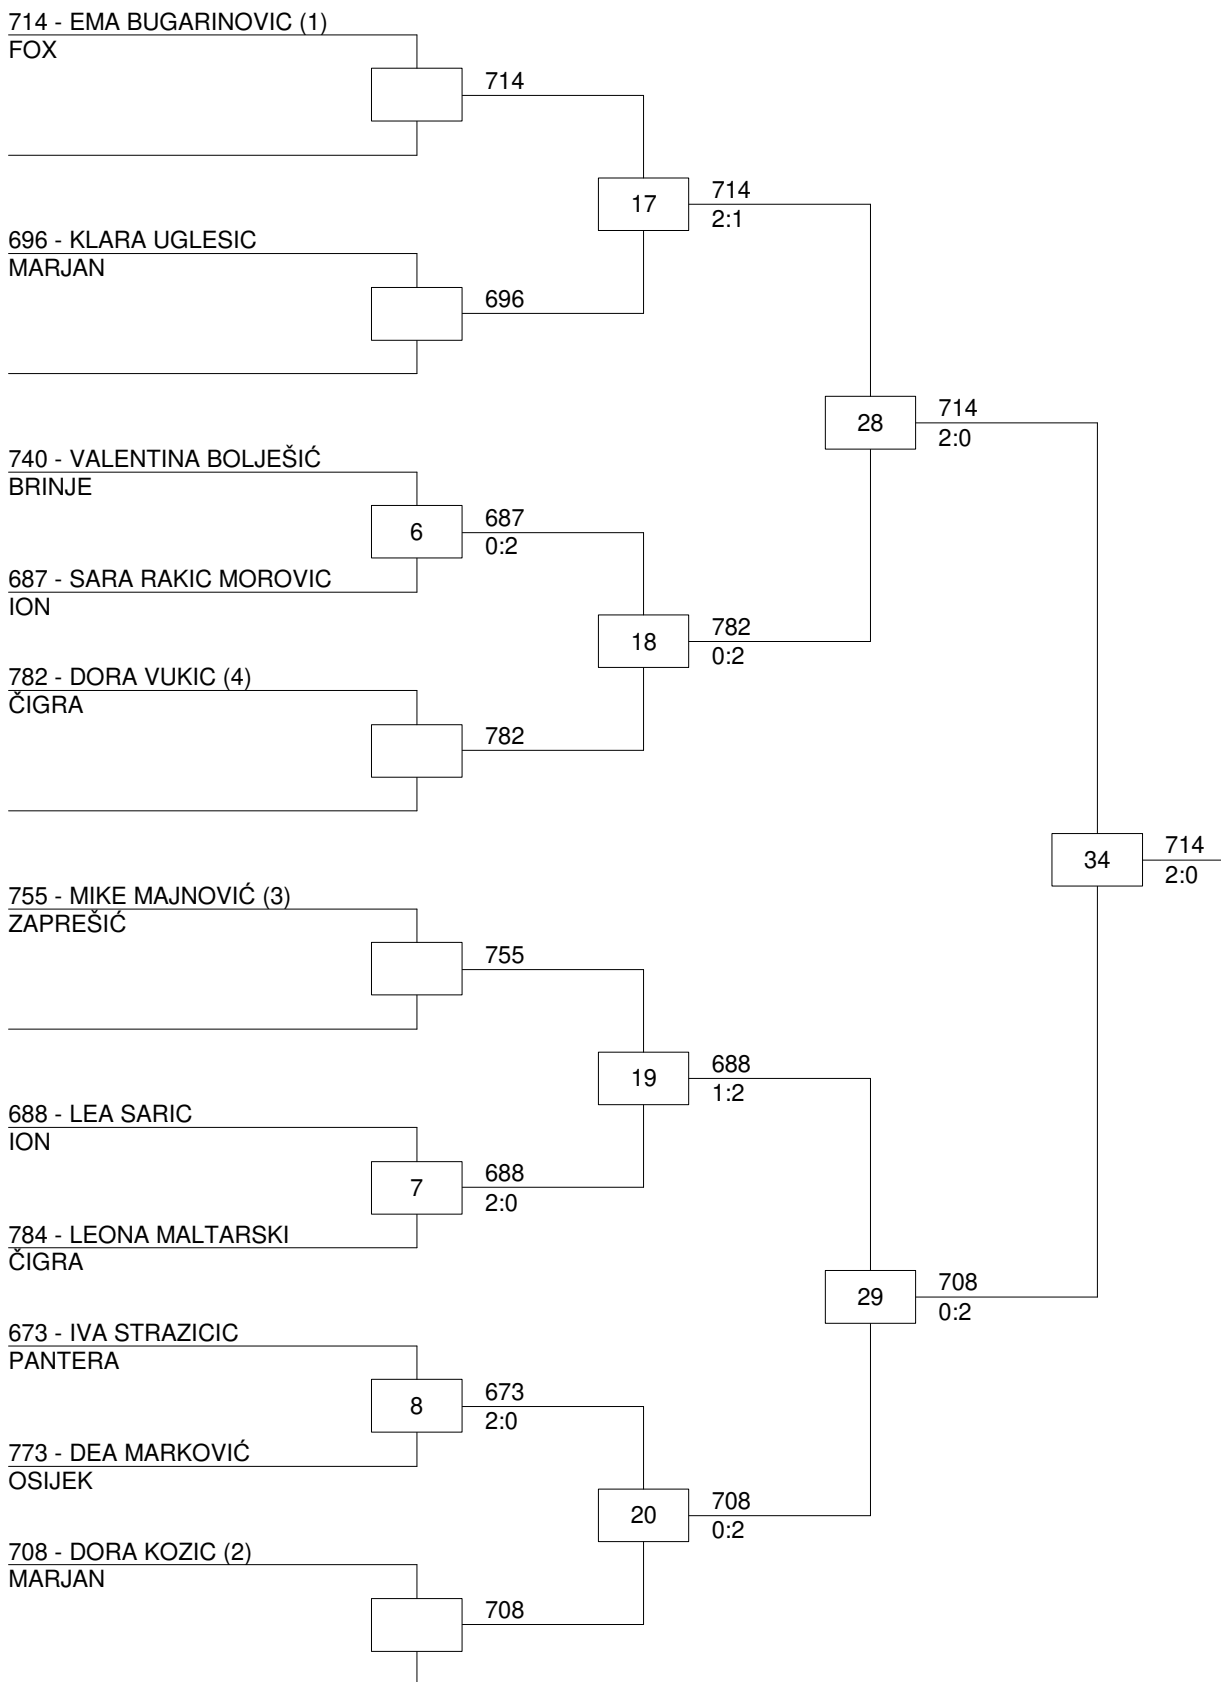 714 - EMA BUGARINOVIC (1)
FOX
714
17
714
2:1
696 - KLARA UGLESIC
MARJAN
696
28
714
2:0
740 - VALENTINA BOLJEŠIĆ
BRINJE
6
687
0:2
687 - SARA RAKIC MOROVIC
ION
18
782
0:2
782 - DORA VUKIC (4)
ČIGRA
782
34
714
2:0
755 - MIKE MAJNOVIĆ (3)
ZAPREŠIĆ
755
19
688
1:2
688 - LEA SARIC
ION
7
688
2:0
784 - LEONA MALTARSKI
ČIGRA
29
708
0:2
673 - IVA STRAZICIC
PANTERA
8
673
2:0
773 - DEA MARKOVIĆ
OSIJEK
20
708
0:2
708 - DORA KOZIC (2)
MARJAN
708